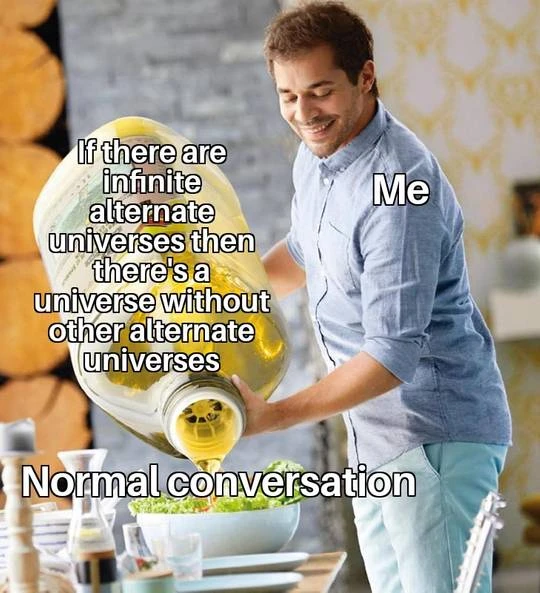 If there are
infinite
alternate
universes then
there's a
universe without
other alternate
universes
Me
Normal conversation